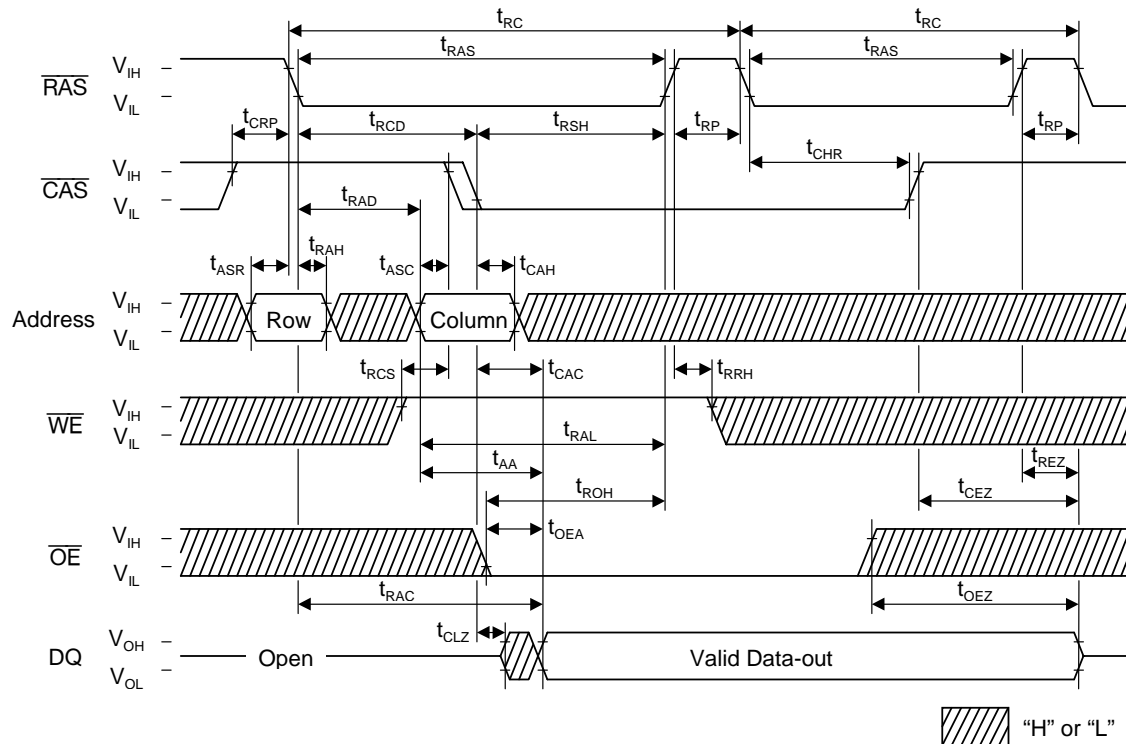 tRC tRC
tRAS tRAS
RAS VIH
VIL
tCRP tRCD tRSH tRP tRP
tCHR
CAS VIH
VIL
tRAD
tASR tRAH tASC tCAH
Address VIH
VIL
Row Column
tRCS tCAC tRRH
WE VIH
VIL
tRAL
tAA tREZ
tROH tCEZ
tOEA
OE VIH
VIL
tRAC tOEZ
tCLZ
DQ VOH
VOL
Open Valid Data-out
“H” or “L”